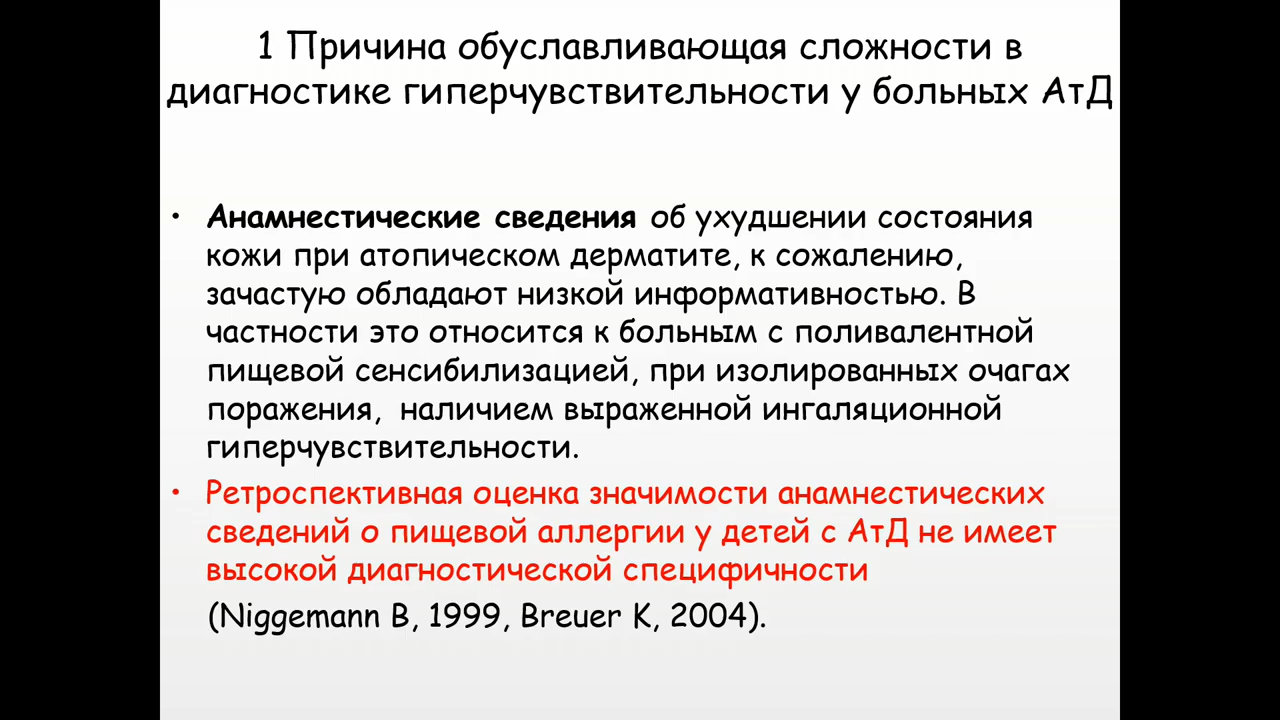 1 Причина обуславливающая сложности в
диагностике гиперчувствительности у больных АтД
• Анамнестические сведения об ухудшении состояния
кожи при атопическом дерматите, к сожалению,
зачастую обладают низкой информативностью. В
частности это относится к больным с поливалентной
пищевой сенсибилизацией, при изолированных очагах
поражения, наличием выраженной ингаляционной
гиперчувствительности.
• Ретроспективная оценка значимости анамнестических
сведений о пищевой аллергии у детей с АтД не имеет
высокой диагностической специфичности
(Niggemann B, 1999, Breuer K, 2004).